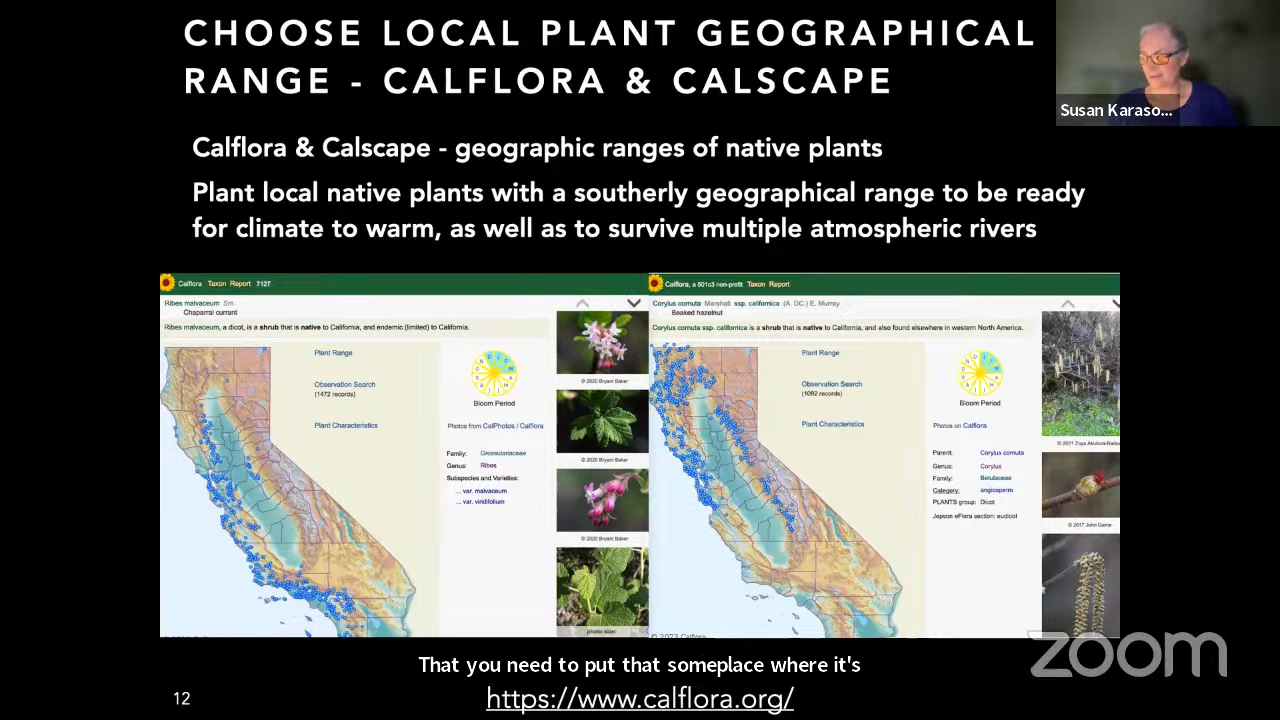 CHOOSE LOCAL PLANT GEOGRAPHICAL
RANGE - CALFLORA & CALSCAPE
Susan Karaso...
Calflora & Calscape - geographic ranges of native plants
Plant local native plants with a southerly geographical range to be ready
for climate to warm, as well as to survive multiple atmospheric rivers
Calflora Taxon Report 7127
Ribes malvaceum Sm.
Chaparral currant
Ribes malvaceum, a dicot, is a shrub that is native to California, and endemic (limited) to California.
Plant Range
Observation Search
(1472 records)
Plant Characteristics
Bloom Period
Photos from CalPhotos / Calflora
Family: Grossulariaceae
Genus: Ribes
Subspecies and Varieties:
... var. malvaceum
... var. viridifolium
© 2020 Bryant Baker
© 2020 Bryant Baker
© 2020 Bryant Baker
photo size:
Calflora, a 501c3 non-profit Taxon Report
Corylus cornuta Marshall ssp. californica (A. DC.) E. Murray
Beaked hazelnut
Corylus cornuta ssp. californica is a shrub that is native to California, and also found elsewhere in western North America.
Plant Range
Observation Search
(1092 records)
Plant Characteristics
Bloom Period
Photos on Calflora
Parent: Corylus cornuta
Genus: Corylus
Family: Betulaceae
Category: angiosperm
PLANTS group: Dicot
Jepson eFlora section: eudicot
© 2017 John Game
© 2023 Calflora
zoom
That you need to put that someplace where it's
12
https://www.calflora.org/